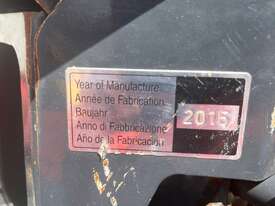 Year of Manufacture
Année de Fabrication
Baujahr
Anno di Fabbricazione
Año de la Fabricación
2015